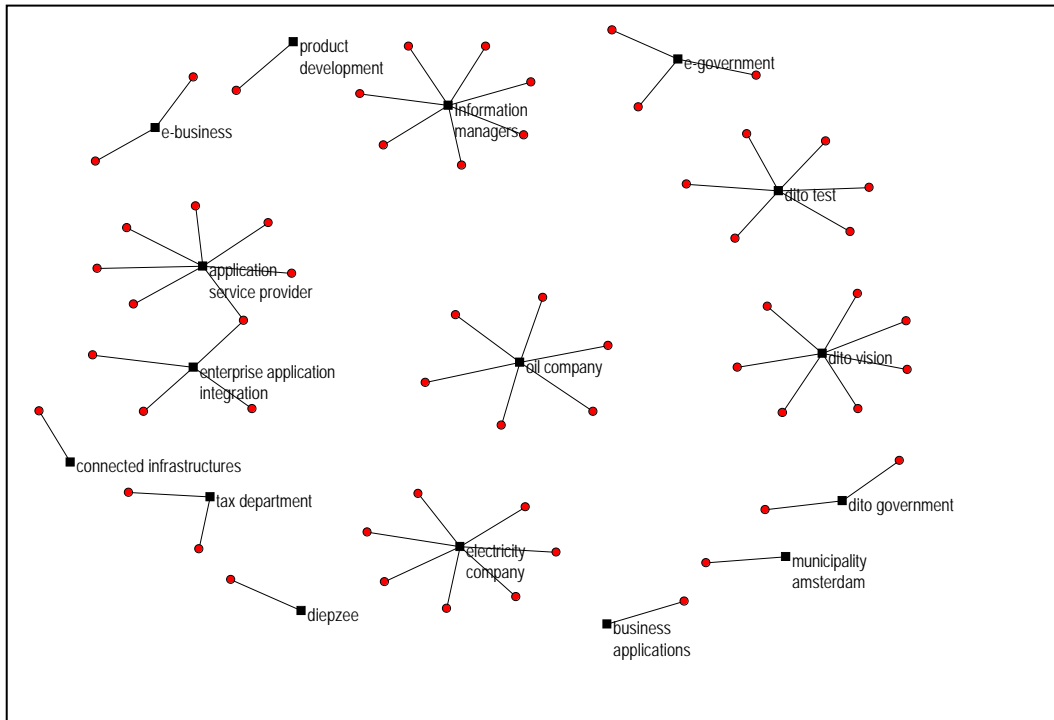 product
development
e-government
information
managers
e-business
dito test
application
service provider
dito vision
oil company
enterprise application
integration
connected infrastructures
tax department
dito government
electricity
company
municipality
amsterdam
diepzee
business
applications